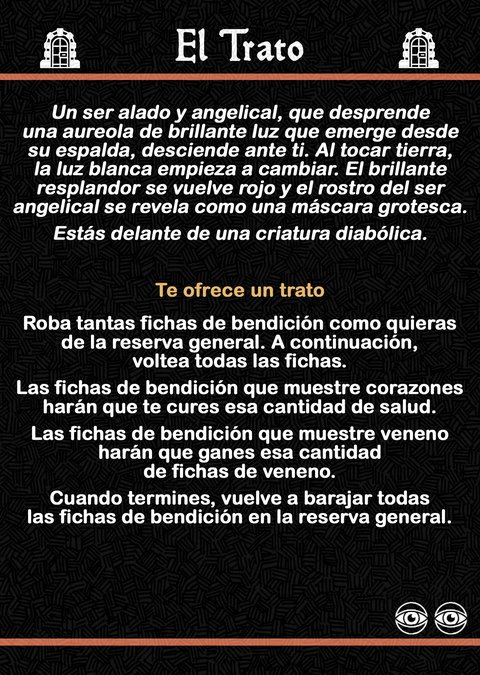 El Trato
Un ser alado y angelical, que desprende
una aureola de brillante luz que emerge desde
su espalda, desciende ante ti. Al tocar tierra,
la luz blanca empieza a cambiar. El brillante
resplandor se vuelve rojo y el rostro del ser
angelical se revela como una máscara grotesca.
Estás delante de una criatura diabólica.
Te ofrece un trato
Roba tantas fichas de bendición como quieras
de la reserva general. A continuación,
voltea todas las fichas.
Las fichas de bendición que muestre corazones
harán que te cures esa cantidad de salud.
Las fichas de bendición que muestre veneno
harán que ganes esa cantidad
de fichas de veneno.
Cuando termines, vuelve a barajar todas
las fichas de bendición en la reserva general.